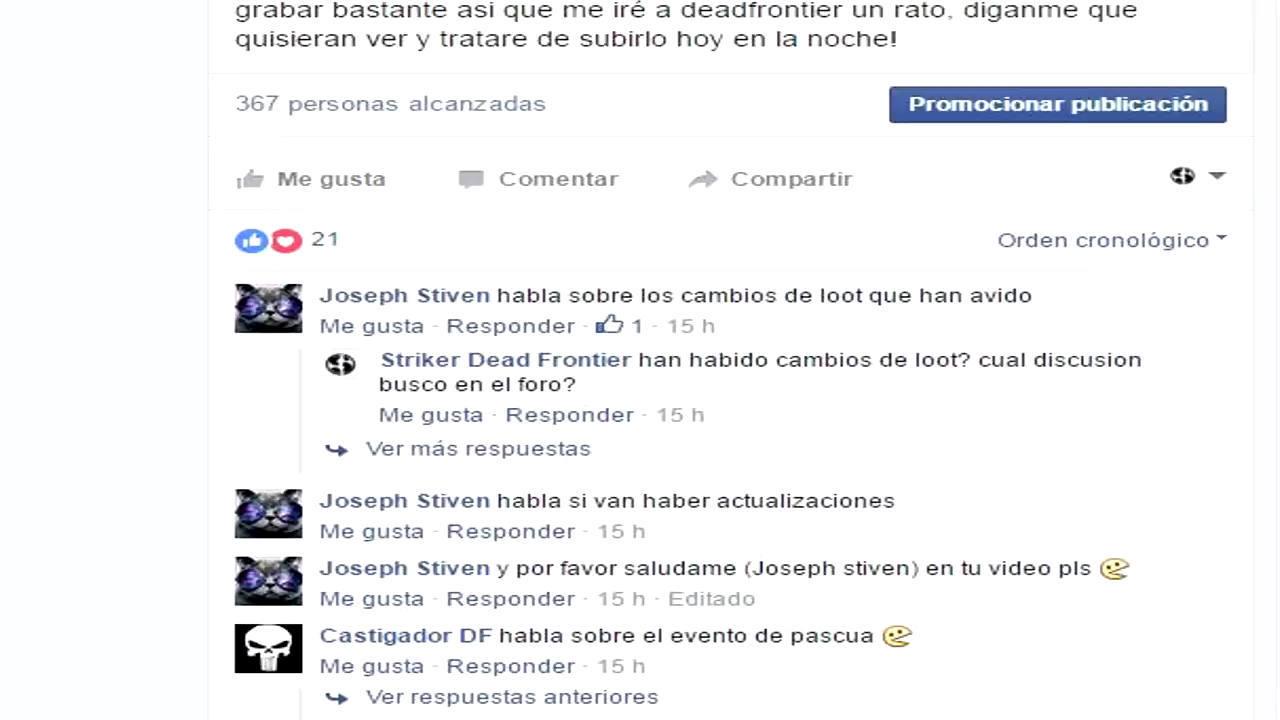 grabar bastante asi que me iré a deadfrontier un rato, diganme que
quisieran ver y tratare de subirlo hoy en la noche!
367 personas alcanzadas
Promocionar publicación
Me gusta Comentar Compartir
21
Orden cronológico
Joseph Stiven habla sobre los cambios de loot que han avido
Me gusta · Responder · 1 · 15 h
Striker Dead Frontier han habido cambios de loot? cual discusion
busco en el foro?
Me gusta · Responder · 15 h
Ver más respuestas
Joseph Stiven habla si van haber actualizaciones
Me gusta · Responder · 15 h
Joseph Stiven y por favor saludame (Joseph stiven) en tu video pls
Me gusta · Responder · 15 h · Editado
Castigador DF habla sobre el evento de pascua
Me gusta · Responder · 15 h
Ver respuestas anteriores